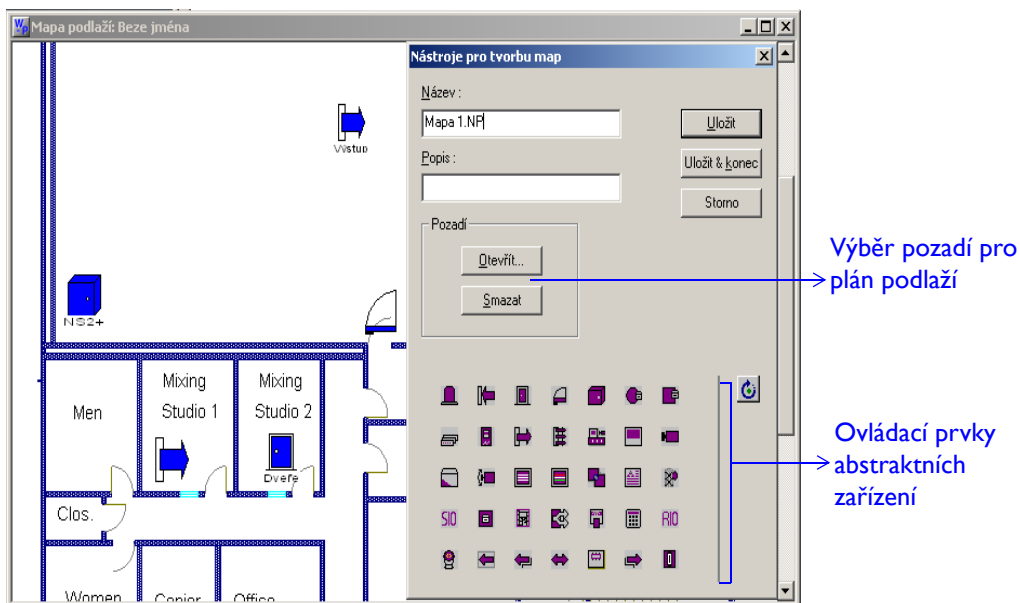 Mapa podlaží: Beze jména
Nástroje pro tvorbu map
Název :
Mapa 1.NP
Uložit
Popis :
Uložit & konec
Storno
Pozadí
Otevřít...
Smazat
Výběr pozadí pro
plán podlaží
Vstup
NS2+
Men
Mixing
Studio 1
Mixing
Studio 2
Dveře
Clos.
Women
Copier
Office
SIO
RIO
Ovládací prvky
abstraktních
zařízení